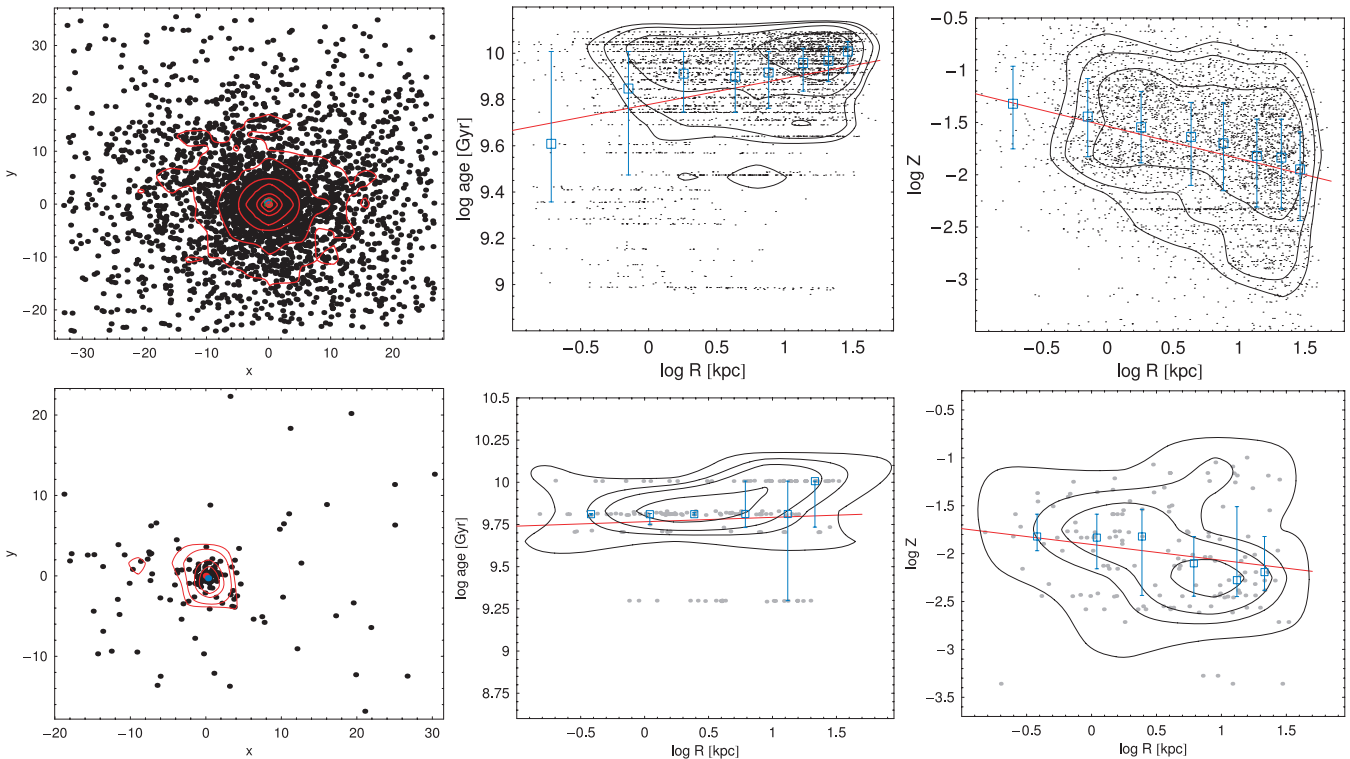 30
20
10
0
−10
−20
y
−30 −20 −10 0 10 20
x
10
9.8
9.6
9.4
9.2
9
log age [Gyr]
−0.5 0 0.5 1 1.5
log R [kpc]
−0.5
−1
−1.5
−2
−2.5
−3
log Z
−0.5 0 0.5 1 1.5
log R [kpc]
20
10
0
−10
y
−20 −10 0 10 20 30
x
10.5
10.25
10
9.75
9.5
9.25
9
8.75
log age [Gyr]
−0.5 0 0.5 1 1.5
log R [kpc]
−0.5
−1
−1.5
−2
−2.5
−3
−3.5
log Z
−0.5 0 0.5 1 1.5
log R [kpc]